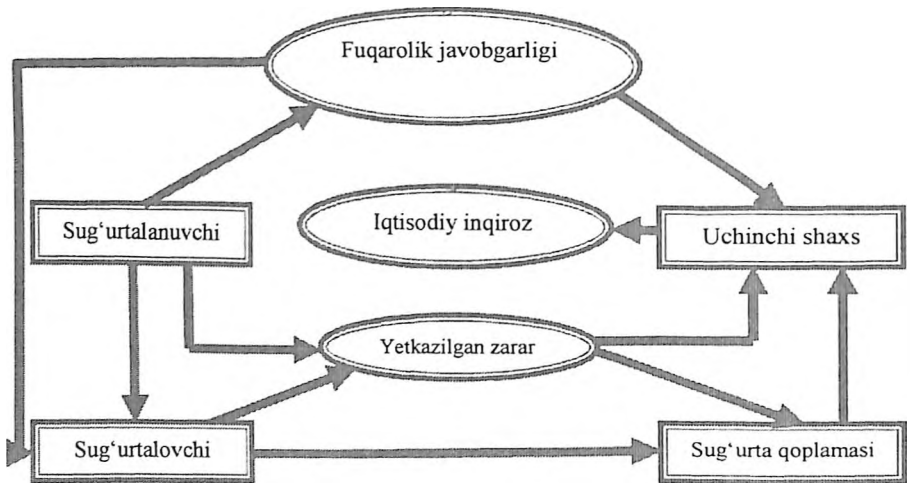 Fuqarolik javobgarligi
Sug‘urtalanuvchi
Iqtisodiy inqiroz
Uchinchi shaxs
Yetkazilgan zarar
Sug‘urtalovchi
Sug‘urta qoplamasi